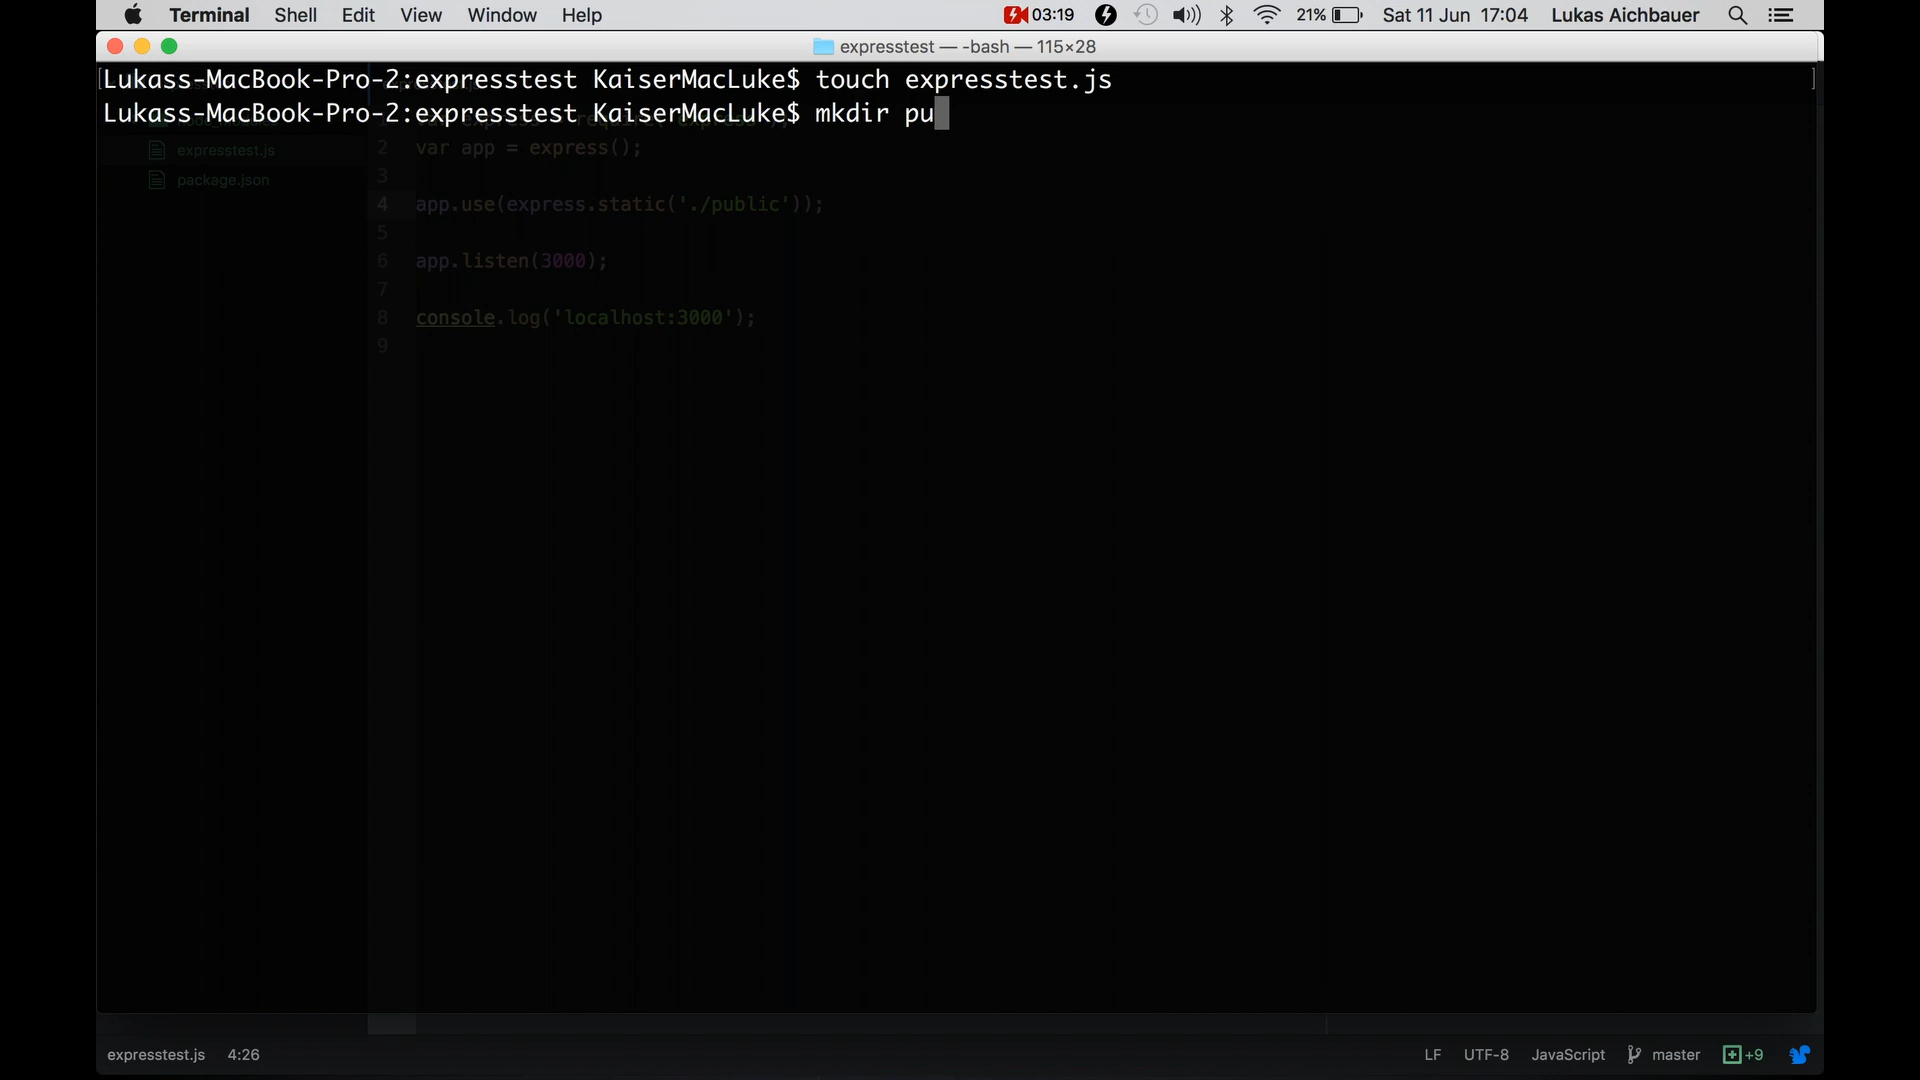 Terminal Shell Edit View Window Help 03:19 21% Sat 11 Jun 17:04 Lukas Aichbauer
expresstest — -bash — 115×28
Lukass-MacBook-Pro-2:expresstest KaiserMacLuke$ touch expresstest.js
Lukass-MacBook-Pro-2:expresstest KaiserMacLuke$ mkdir pu
expresstest.js
package.json
2 var app = express();
3
4 app.use(express.static('./public'));
5
6 app.listen(3000);
7
8 console.log('localhost:3000');
9
expresstest.js 4:26 LF UTF-8 JavaScript master +9